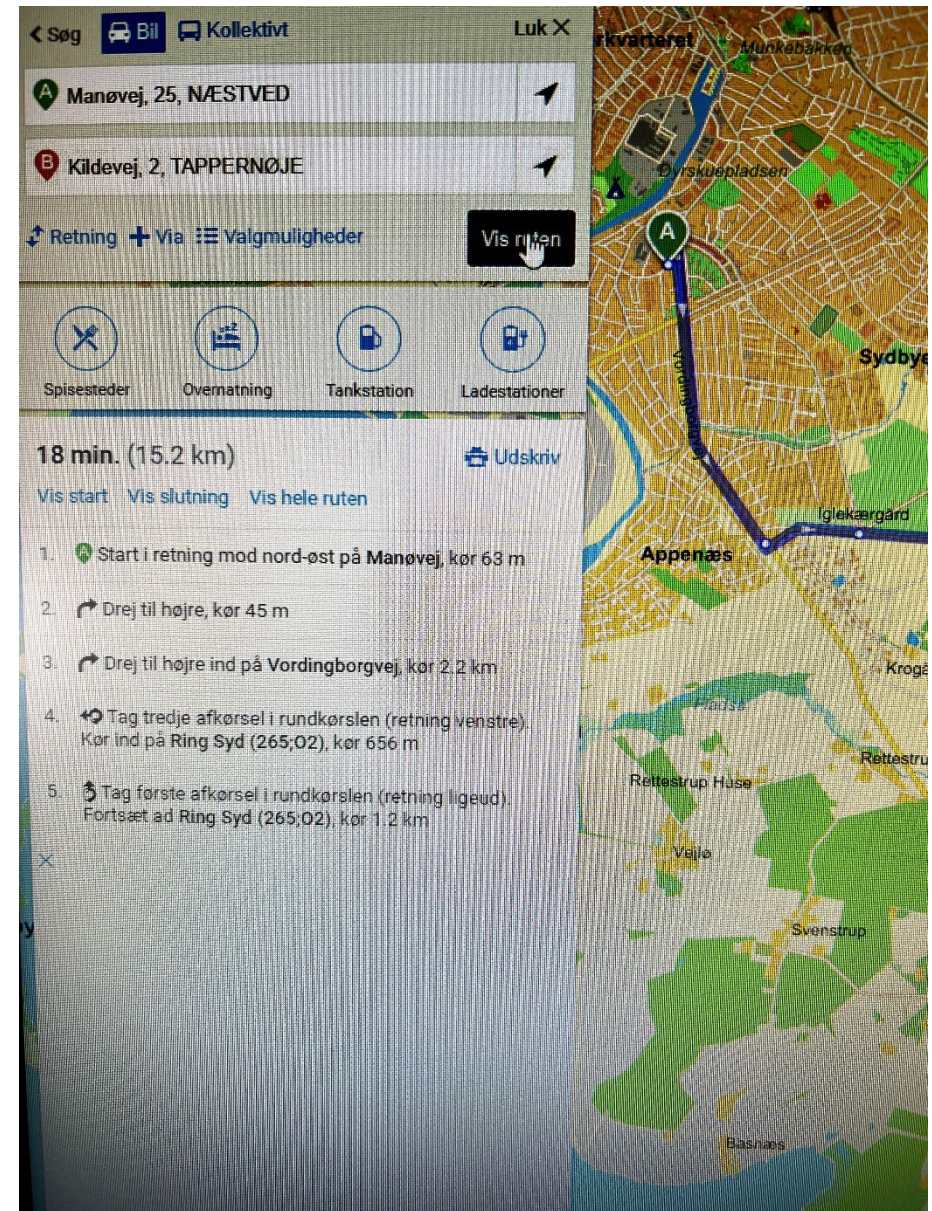 Søg Bil Kollektivt Luk X
A Manøvej, 25, NÆSTVED
B Kildevej, 2, TAPPERNØJE
Retning + Via Valgmuligheder Vis ruten
Spisesteder Overnatning Tankstation Ladestationer
18 min. (15.2 km) Udskriv
Vis start Vis slutning Vis hele ruten
1. A Start i retning mod nord-øst på Manøvej, kør 63 m
2. Drej til højre, kør 45 m
3. Drej til højre ind på Vordingborgvej, kør 2.2 km
4. Tag tredje afkørsel i rundkørslen (retning venstre).
Kør ind på Ring Syd (265;O2), kør 656 m
5. Tag første afkørsel i rundkørslen (retning ligeud).
Fortsæt ad Ring Syd (265;O2), kør 1.2 km
rkvarteret
Munkebakken
Dyrskuepladsen
A
Sydbye
Vordingborgvej
Iglekærgård
Appenæs
Krogå
Rettestru
Rettestrup Huse
Vejlø
Svenstrup
Basnæs